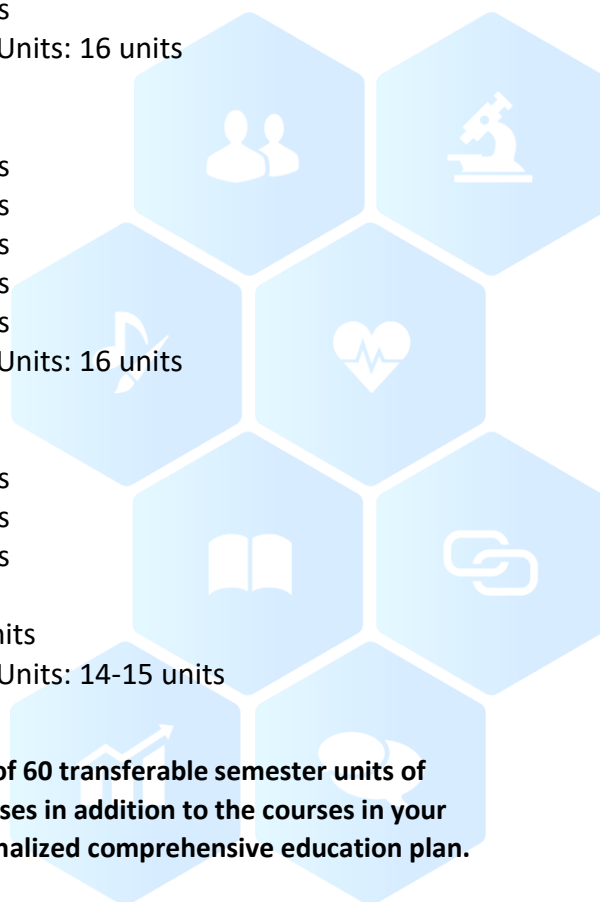 s
Units: 16 units
s
s
s
s
s
Units: 16 units
s
s
s
nits
Units: 14-15 units
of 60 transferable semester units of
ses in addition to the courses in your
nalized comprehensive education plan.